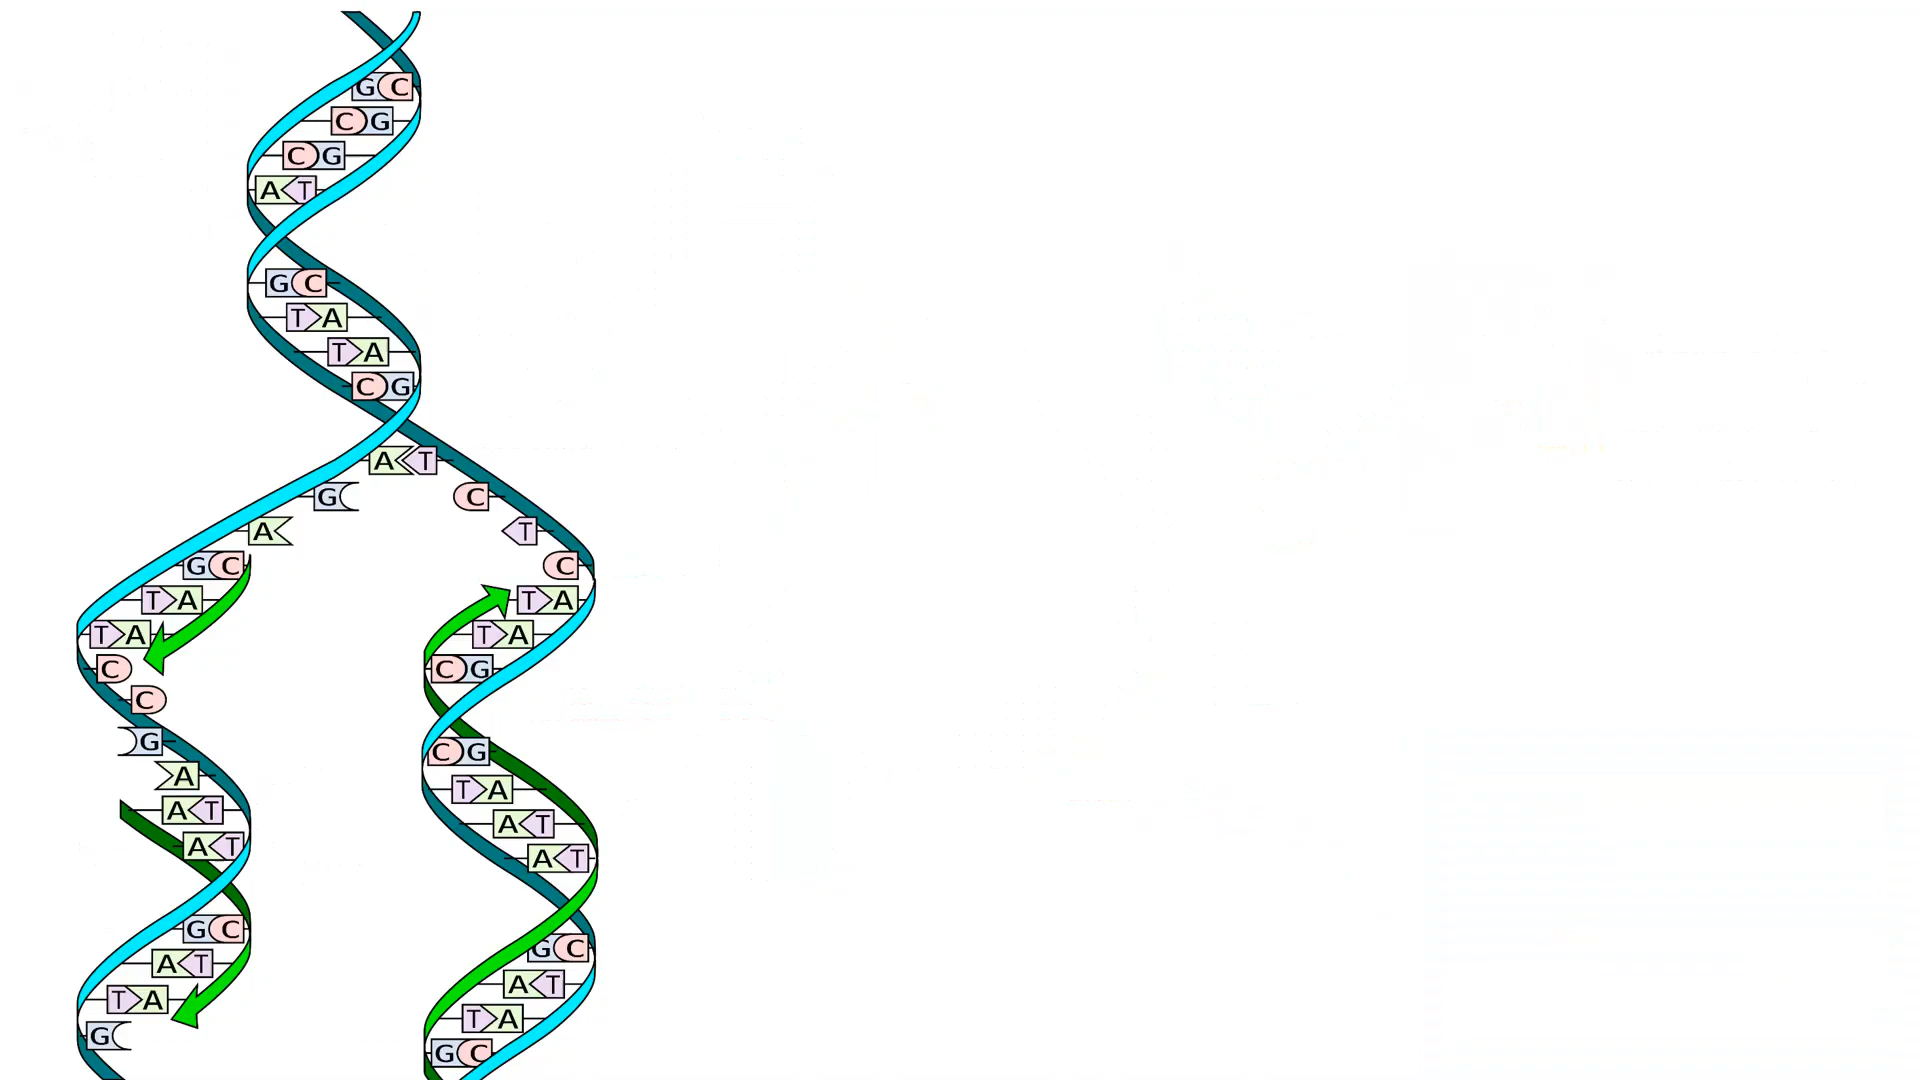 GC
CG
CG
AT
GC
TA
TA
CG
AT
G C
A T
GC C
TA TA
TA TA
C CG
C
G CG
A TA
AT AT
AT AT
GC GC
AT AT
TA TA
G GC